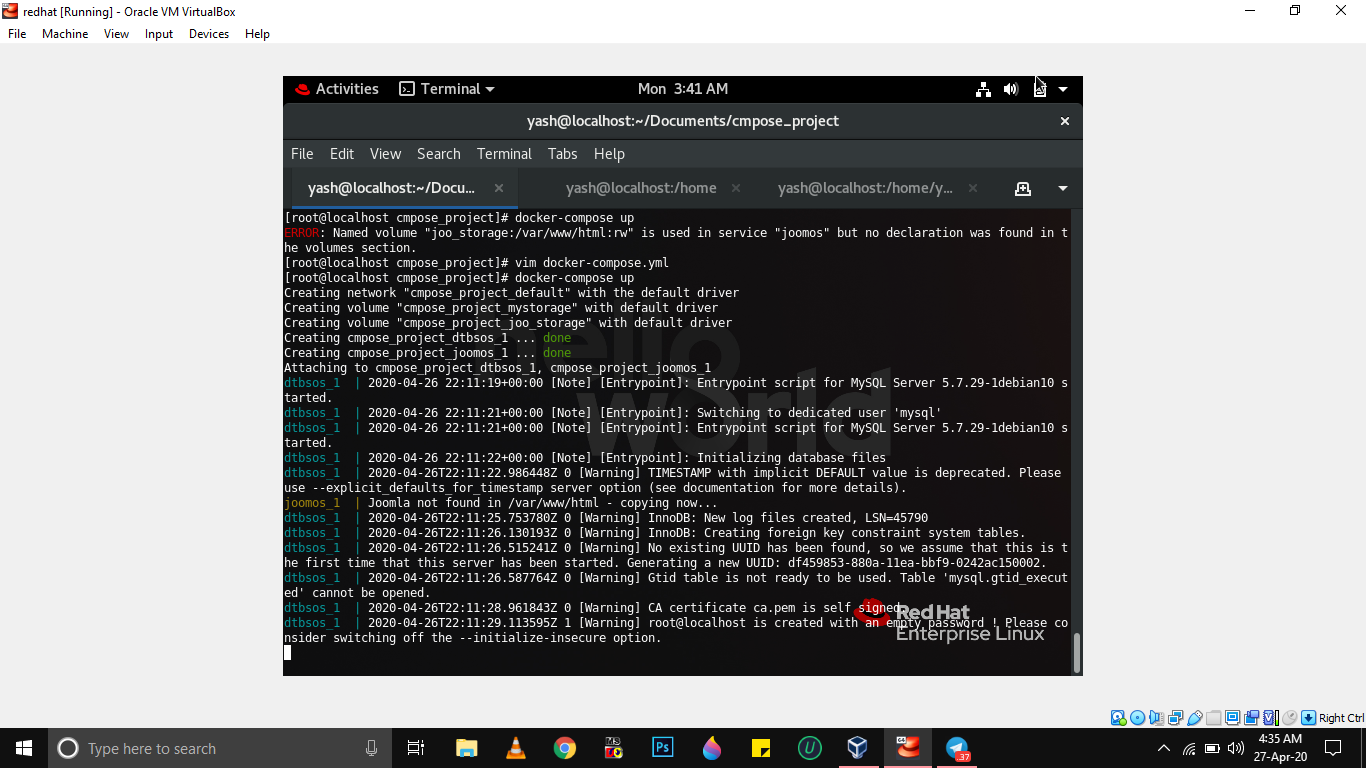 redhat [Running] - Oracle VM VirtualBox
File Machine View Input Devices Help
Activities Terminal Mon 3:41 AM
yash@localhost:~/Documents/cmpose_project
File Edit View Search Terminal Tabs Help
yash@localhost:~/Docu... yash@localhost:/home yash@localhost:/home/y...
[root@localhost cmpose_project]# docker-compose up
ERROR: Named volume "joo_storage:/var/www/html:rw" is used in service "joomos" but no declaration was found in t
he volumes section.
[root@localhost cmpose_project]# vim docker-compose.yml
[root@localhost cmpose_project]# docker-compose up
Creating network "cmpose_project_default" with the default driver
Creating volume "cmpose_project_mystorage" with default driver
Creating volume "cmpose_project_joo_storage" with default driver
Creating cmpose_project_dtbsos_1 ... done
Creating cmpose_project_joomos_1 ... done
Attaching to cmpose_project_dtbsos_1, cmpose_project_joomos_1
dtbsos_1 | 2020-04-26 22:11:19+00:00 [Note] [Entrypoint]: Entrypoint script for MySQL Server 5.7.29-1debian10 s
tarted.
dtbsos_1 | 2020-04-26 22:11:21+00:00 [Note] [Entrypoint]: Switching to dedicated user 'mysql'
dtbsos_1 | 2020-04-26 22:11:21+00:00 [Note] [Entrypoint]: Entrypoint script for MySQL Server 5.7.29-1debian10 s
tarted.
dtbsos_1 | 2020-04-26 22:11:22+00:00 [Note] [Entrypoint]: Initializing database files
dtbsos_1 | 2020-04-26T22:11:22.986448Z 0 [Warning] TIMESTAMP with implicit DEFAULT value is deprecated. Please
use --explicit_defaults_for_timestamp server option (see documentation for more details).
joomos_1 | Joomla not found in /var/www/html - copying now...
dtbsos_1 | 2020-04-26T22:11:25.753780Z 0 [Warning] InnoDB: New log files created, LSN=45790
dtbsos_1 | 2020-04-26T22:11:26.130193Z 0 [Warning] InnoDB: Creating foreign key constraint system tables.
dtbsos_1 | 2020-04-26T22:11:26.515241Z 0 [Warning] No existing UUID has been found, so we assume that this is t
he first time that this server has been started. Generating a new UUID: df459853-880a-11ea-bbf9-0242ac150002.
dtbsos_1 | 2020-04-26T22:11:26.587764Z 0 [Warning] Gtid table is not ready to be used. Table 'mysql.gtid_execut
ed' cannot be opened.
dtbsos_1 | 2020-04-26T22:11:28.961843Z 0 [Warning] CA certificate ca.pem is self signed.
dtbsos_1 | 2020-04-26T22:11:29.113595Z 1 [Warning] root@localhost is created with an empty password ! Please co
nsider switching off the --initialize-insecure option.
hello
world
Red Hat
Enterprise Linux
Right Ctrl
Type here to search
Ps
U
37
4:35 AM
27-Apr-20